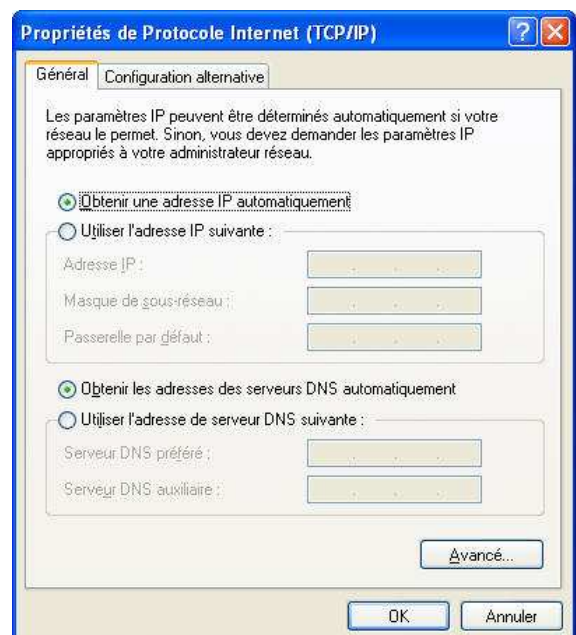 Propriétés de Protocole Internet (TCP/IP)
Général
Configuration alternative
Les paramètres IP peuvent être déterminés automatiquement si votre
réseau le permet. Sinon, vous devez demander les paramètres IP
appropriés à votre administrateur réseau.
Obtenir une adresse IP automatiquement
Utiliser l'adresse IP suivante :
Adresse IP :
Masque de sous-réseau :
Passerelle par défaut :
Obtenir les adresses des serveurs DNS automatiquement
Utiliser l'adresse de serveur DNS suivante :
Serveur DNS préféré :
Serveur DNS auxiliaire :
Avancé...
OK
Annuler